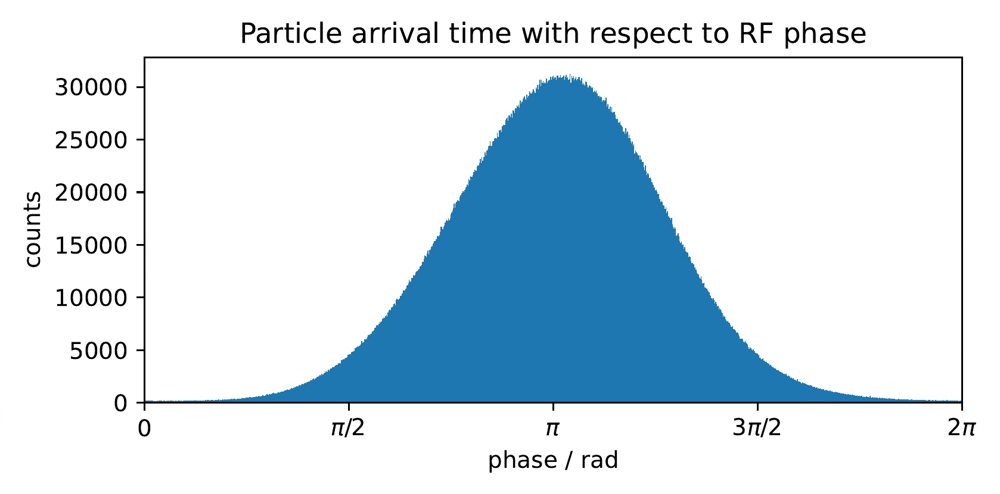 Particle arrival time with respect to RF phase
30000
25000
20000
15000
10000
5000
0
counts
0 π/2 π 3π/2 2π
phase / rad